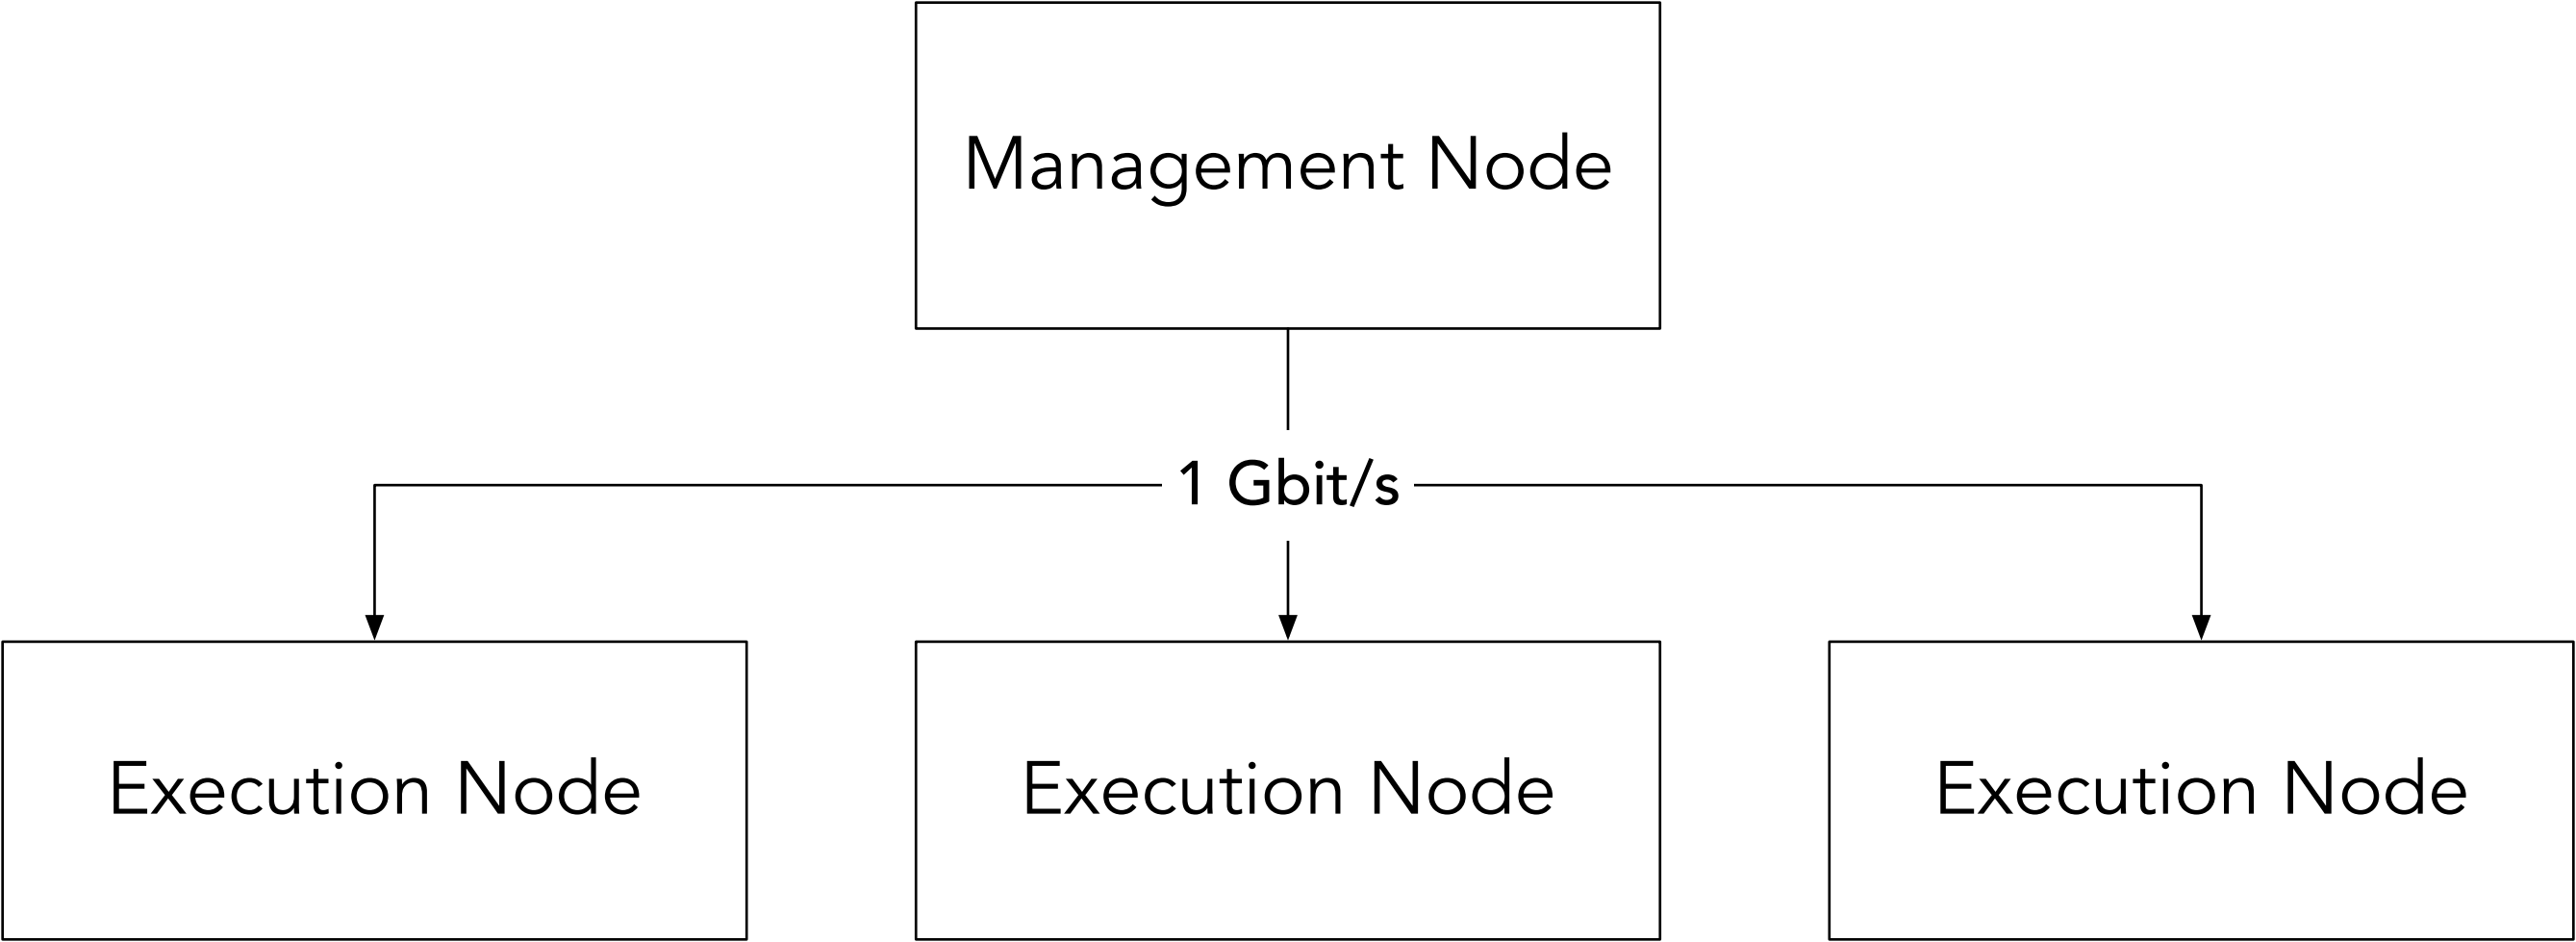 Management Node
1 Gbit/s
Execution Node
Execution Node
Execution Node